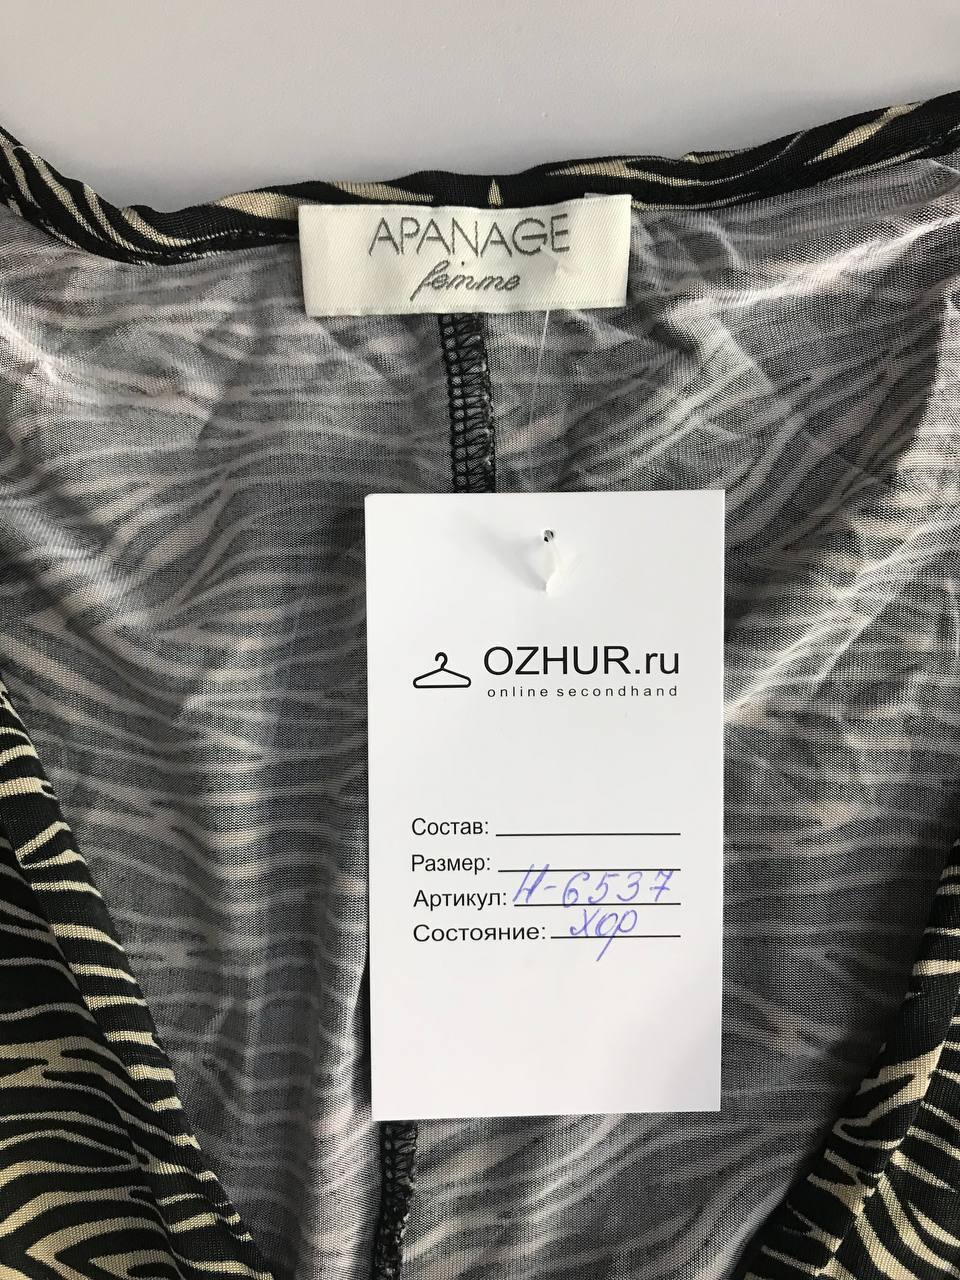 APANAGE
femme
OZHUR.ru
online secondhand
Состав:
Размер:
Артикул: Н-6537
Состояние: хор